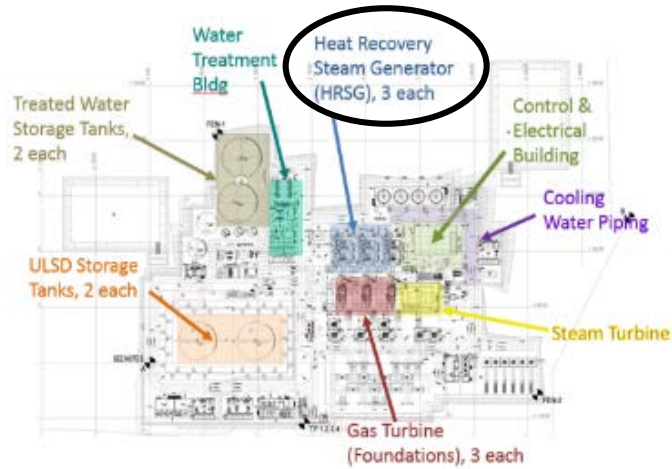 Water
Treatment
Bldg
Heat Recovery
Steam Generator
(HRSG), 3 each
Treated Water
Storage Tanks,
2 each
Control &
Electrical
Building
Cooling
Water Piping
ULSD Storage
Tanks, 2 each
Steam Turbine
Gas Turbine
(Foundations), 3 each